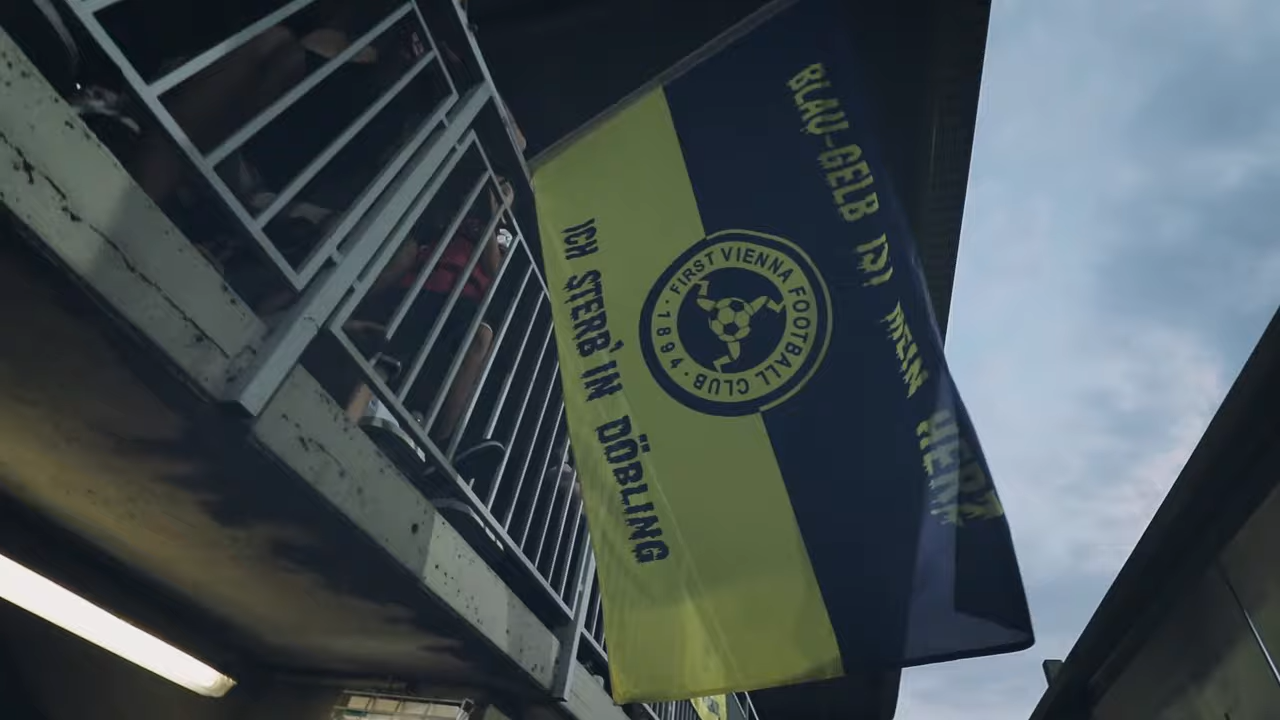 BLAU-GELB IST MEIN HERZ
FIRST VIENNA FOOTBALL CLUB · 1894 ·
ICH STERB' IN DÖBLING